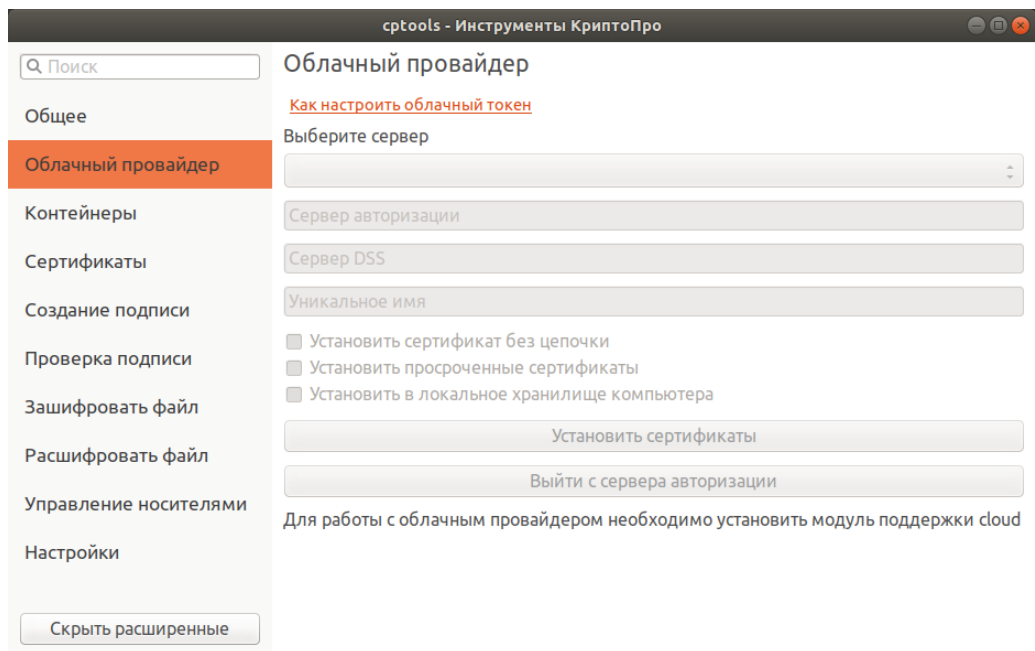 cptools - Инструменты КриптоПро
Поиск
Общее
Облачный провайдер
Контейнеры
Сертификаты
Создание подписи
Проверка подписи
Зашифровать файл
Расшифровать файл
Управление носителями
Настройки
Скрыть расширенные
Облачный провайдер
Как настроить облачный токен
Выберите сервер
Сервер авторизации
Сервер DSS
Уникальное имя
Установить сертификат без цепочки
Установить просроченные сертификаты
Установить в локальное хранилище компьютера
Установить сертификаты
Выйти с сервера авторизации
Для работы с облачным провайдером необходимо установить модуль поддержки cloud